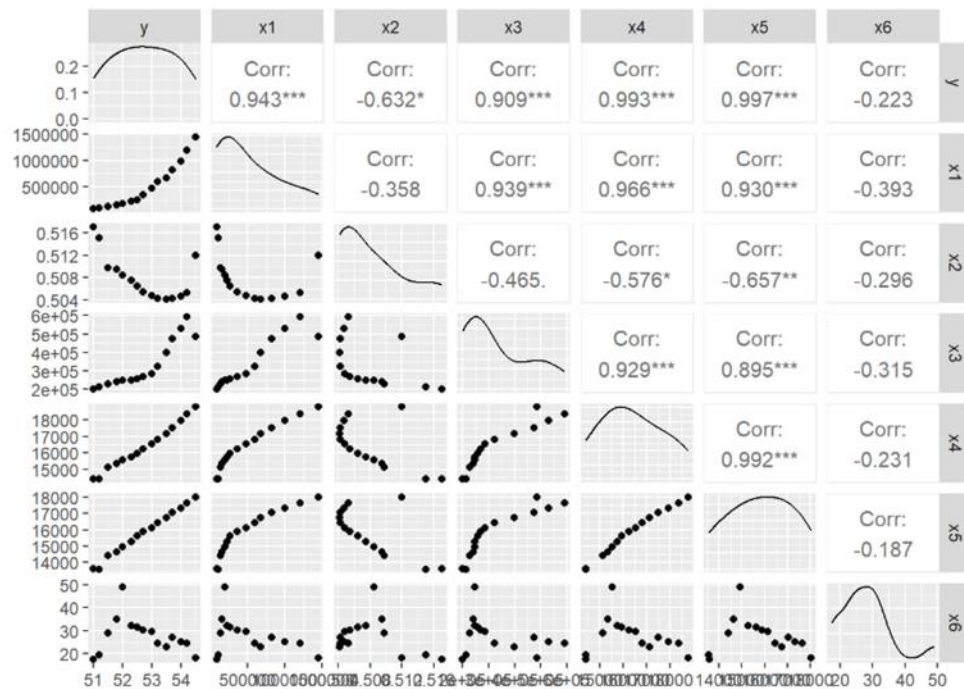 y x1 x2 x3 x4 x5 x6
0.2
0.1
0.0
Corr: Corr: Corr: Corr: Corr: Corr:
0.943*** -0.632* 0.909*** 0.993*** 0.997*** -0.223
y
1500000
1000000
500000
Corr: Corr: Corr: Corr: Corr:
-0.358 0.939*** 0.966*** 0.930*** -0.393
x1
0.516
0.512
0.508
0.504
Corr: Corr: Corr: Corr:
-0.465. -0.576* -0.657** -0.296
x2
6e+05
5e+05
4e+05
3e+05
2e+05
Corr: Corr: Corr:
0.929*** 0.895*** -0.315
x3
18000
17000
16000
15000
Corr: Corr:
0.992*** -0.231
x4
18000
17000
16000
15000
14000
Corr:
-0.187
x5
50
40
30
20
x6
51 52 53 54 20 30 40 50